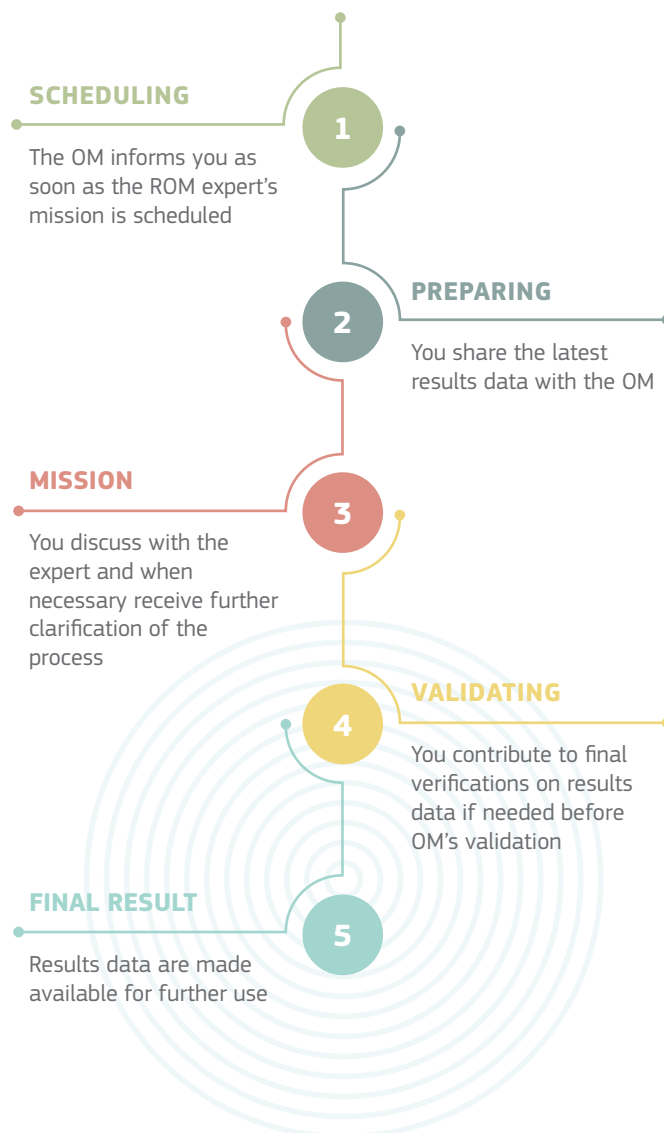 SCHEDULING
1
The OM informs you as
soon as the ROM expert's
mission is scheduled
PREPARING
2
You share the latest
results data with the OM
MISSION
3
You discuss with the
expert and when
necessary receive further
clarification of the
process
VALIDATING
4
You contribute to final
verifications on results
data if needed before
OM's validation
FINAL RESULT
5
Results data are made
available for further use